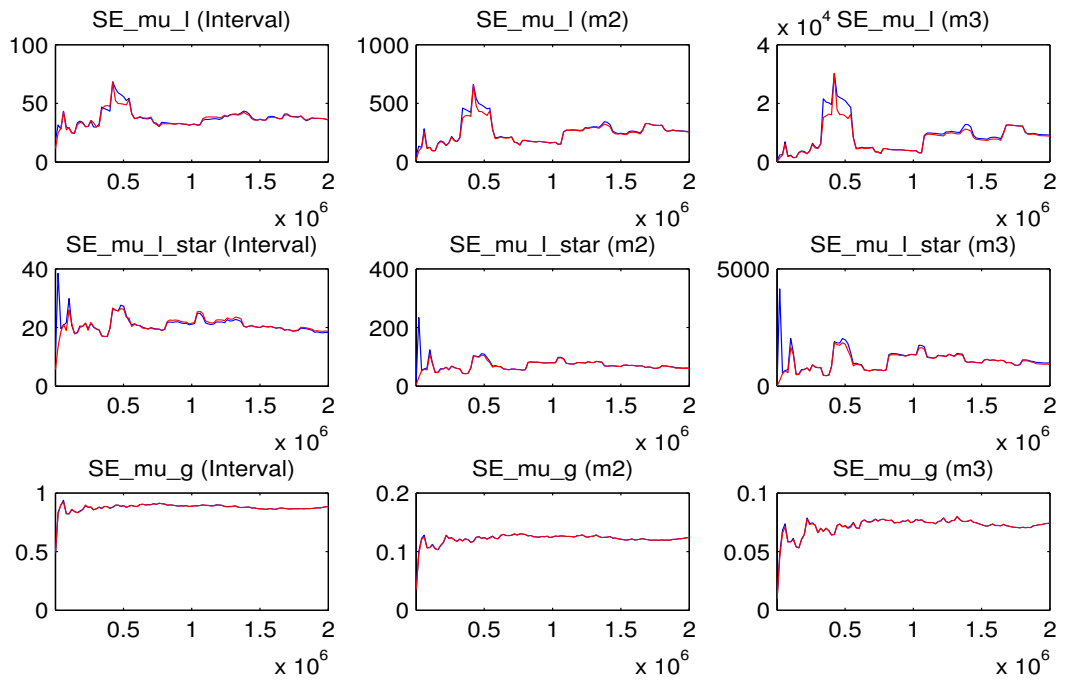 SE_mu_l (Interval)
SE_mu_l (m2)
x 10^4 SE_mu_l (m3)
100
50
0
0.5 1 1.5 2
x 10^6
1000
500
0
0.5 1 1.5 2
x 10^6
4
2
0
0.5 1 1.5 2
x 10^6
SE_mu_l_star (Interval)
SE_mu_l_star (m2)
SE_mu_l_star (m3)
40
20
0
0.5 1 1.5 2
x 10^6
400
200
0
0.5 1 1.5 2
x 10^6
5000
0
0.5 1 1.5 2
x 10^6
SE_mu_g (Interval)
SE_mu_g (m2)
SE_mu_g (m3)
1
0.5
0
0.5 1 1.5 2
x 10^6
0.2
0.1
0
0.5 1 1.5 2
x 10^6
0.1
0.05
0
0.5 1 1.5 2
x 10^6